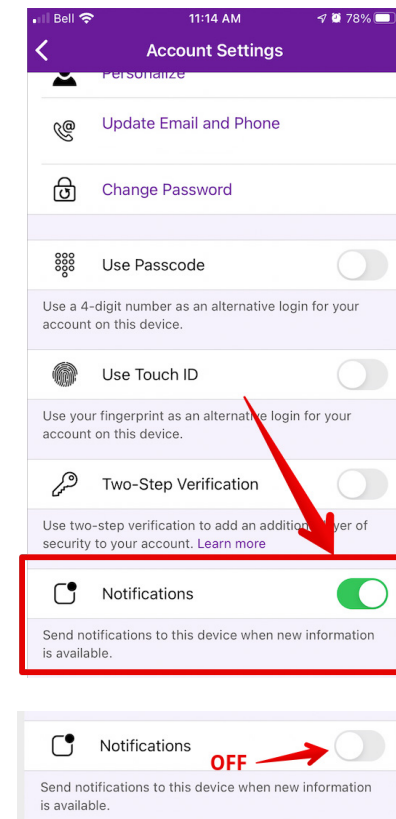 Bell 11:14 AM 78%
Account Settings
Personalize
Update Email and Phone
Change Password
Use Passcode
Use a 4-digit number as an alternative login for your
account on this device.
Use Touch ID
Use your fingerprint as an alternative login for your
account on this device.
Two-Step Verification
Use two-step verification to add an additional layer of
security to your account. Learn more
Notifications
Send notifications to this device when new information
is available.
Notifications
OFF
Send notifications to this device when new information
is available.